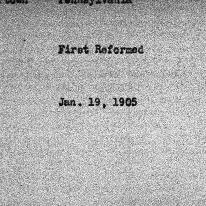 Pennsylvania
First Reformed
Jan. 19, 1905